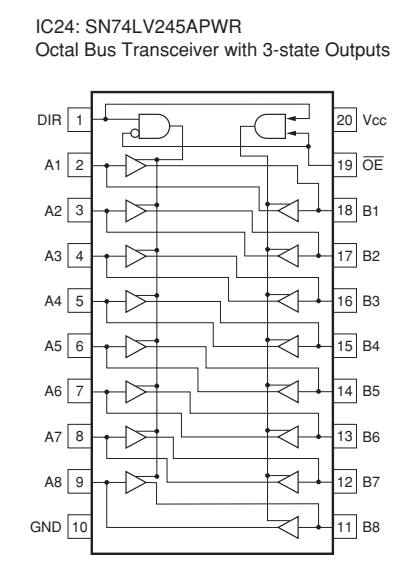 IC24: SN74LV245APWR
Octal Bus Transceiver with 3-state Outputs
DIR 1 20 Vcc
A1 2 19 OE
A2 3 18 B1
A3 4 17 B2
A4 5 16 B3
A5 6 15 B4
A6 7 14 B5
A7 8 13 B6
A8 9 12 B7
GND 10 11 B8